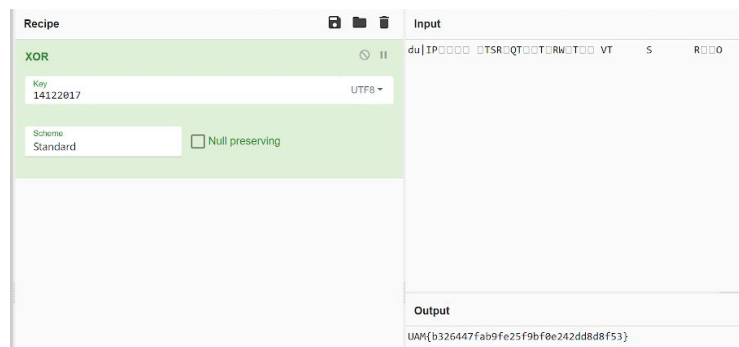 Recipe
Input
XOR
Key
14122017
UTF8
Scheme
Standard
Null preserving
du|IP□□□□ □TSR□QT□□T□RW□T□□ VT S R□□O
Output
UAM{b326447fab9fe25f9bf0e242dd8d8f53}